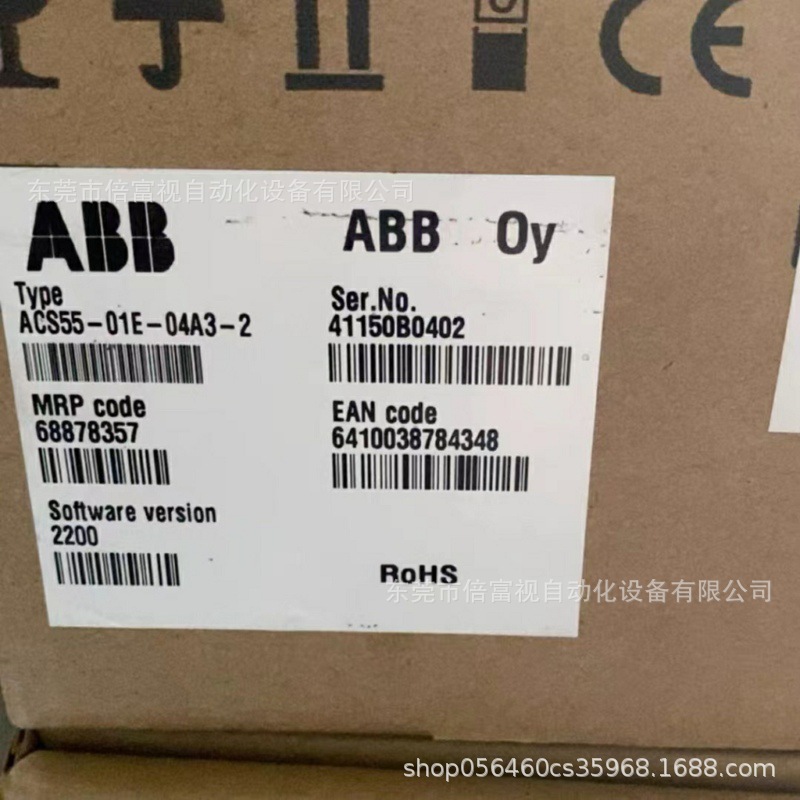 CE
东莞市倍富视自动化设备有限公司
ABB
ABB Oy
Type
ACS55-01E-04A3-2
Ser.No.
41150B0402
MRP code
68878357
EAN code
6410038784348
Software version
2200
RoHS
东莞市倍富视自动化设备有限公司
shop056460cs35968.1688.com